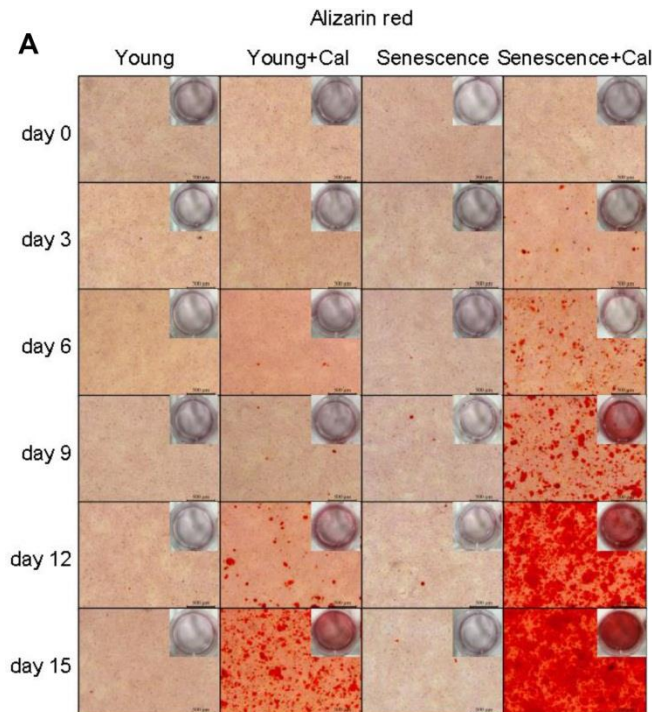 Alizarin red
A
Young Young+Cal Senescence Senescence+Cal
day 0
day 3
day 6
day 9
day 12
day 15